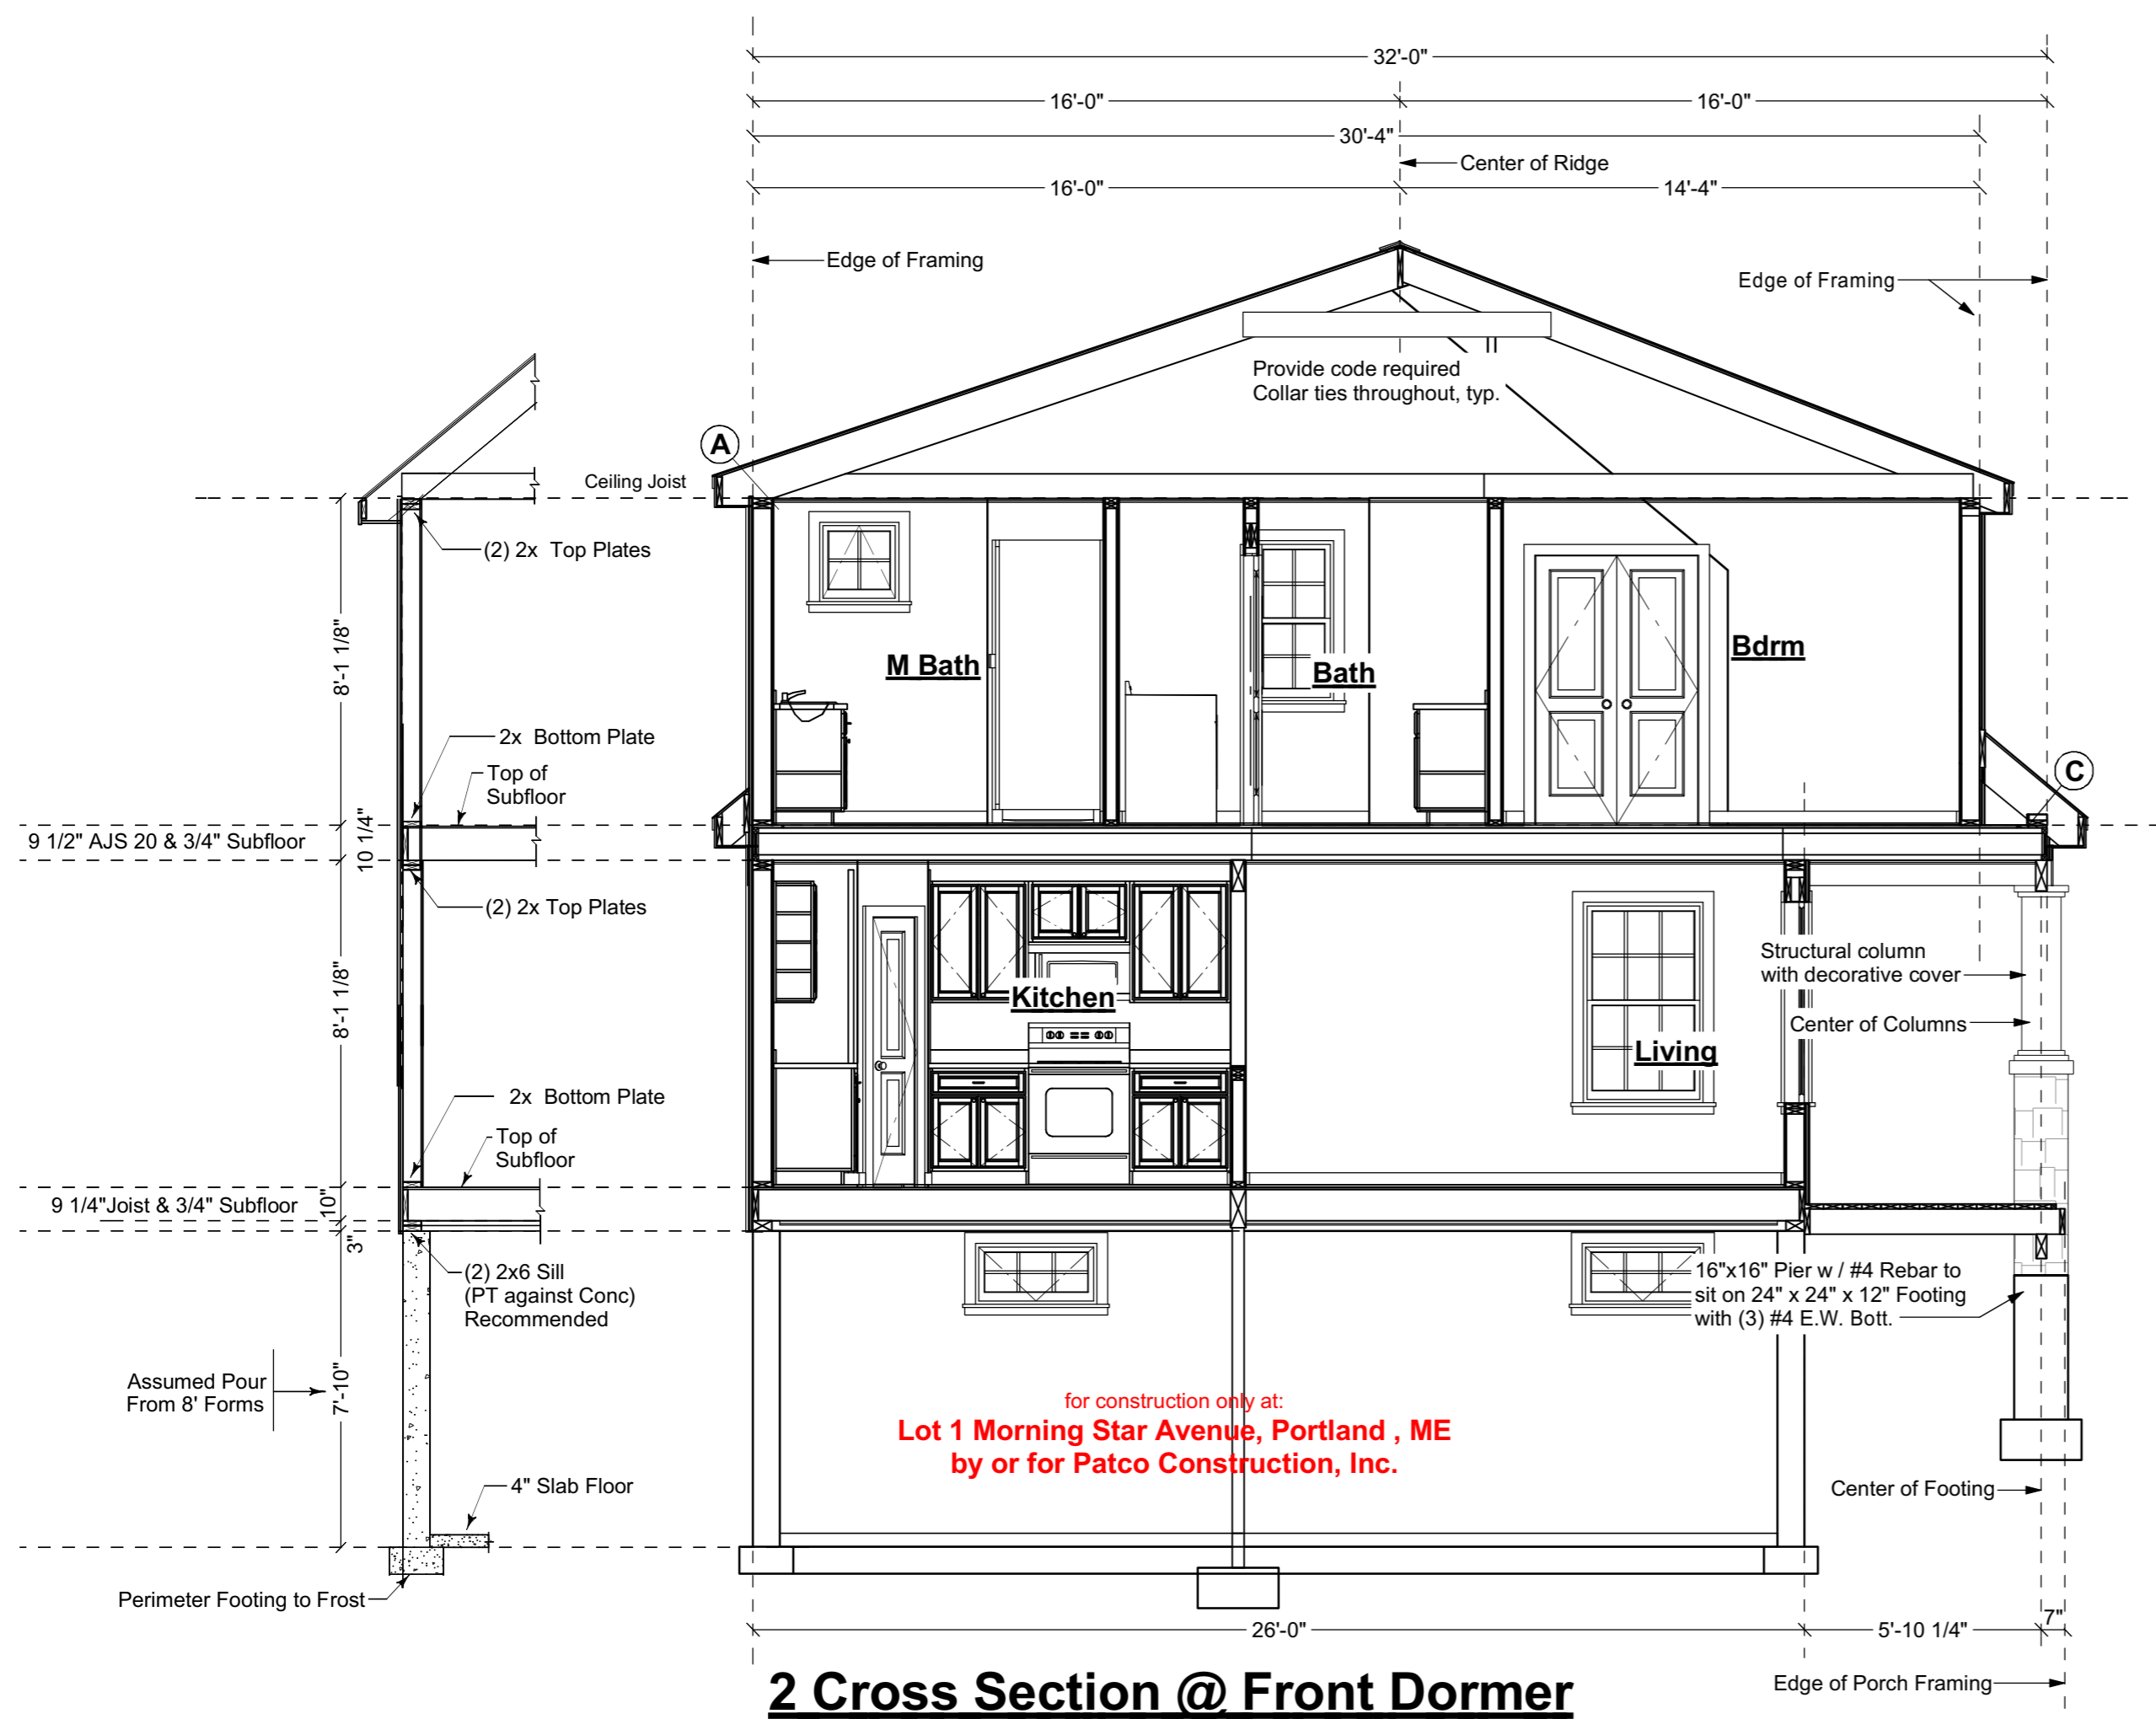 32'-0"
16'-0"
16'-0"
30'-4"
Center of Ridge
16'-0"
14'-4"
Edge of Framing
Edge of Framing
Provide code required
Collar ties throughout, typ.
A
Ceiling Joist
(2) 2x  Top Plates
8'-1 1/8"
M Bath
Bath
Bdrm
2x  Bottom Plate
Top of
Subfloor
C
9 1/2" AJS 20 & 3/4" Subfloor
10 1/4"
(2) 2x Top Plates
Structural column
with decorative cover
Kitchen
8'-1 1/8"
Center of Columns
Living
2x  Bottom Plate
Top of
Subfloor
9 1/4"Joist & 3/4" Subfloor
10"
3"
(2) 2x6 Sill
(PT against Conc)
Recommended
16"x16" Pier w / #4 Rebar to
sit on 24" x 24" x 12" Footing
with (3) #4 E.W. Bott.
Assumed Pour
From 8' Forms
7'-10"
for construction only at:
Lot 1 Morning Star Avenue, Portland , ME
by or for Patco Construction, Inc.
4" Slab Floor
Center of Footing
Perimeter Footing to Frost
26'-0"
5'-10 1/4"
7"
Edge of Porch Framing
2 Cross Section @ Front Dormer